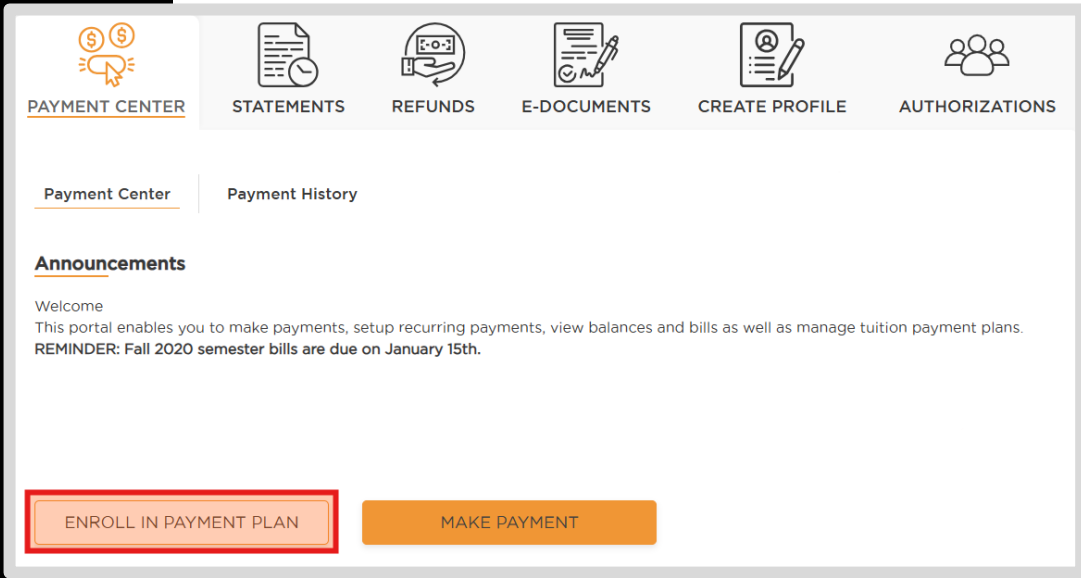 PAYMENT CENTER STATEMENTS REFUNDS E-DOCUMENTS CREATE PROFILE AUTHORIZATIONS
Payment Center Payment History
Announcements
Welcome
This portal enables you to make payments, setup recurring payments, view balances and bills as well as manage tuition payment plans.
REMINDER: Fall 2020 semester bills are due on January 15th.
ENROLL IN PAYMENT PLAN MAKE PAYMENT